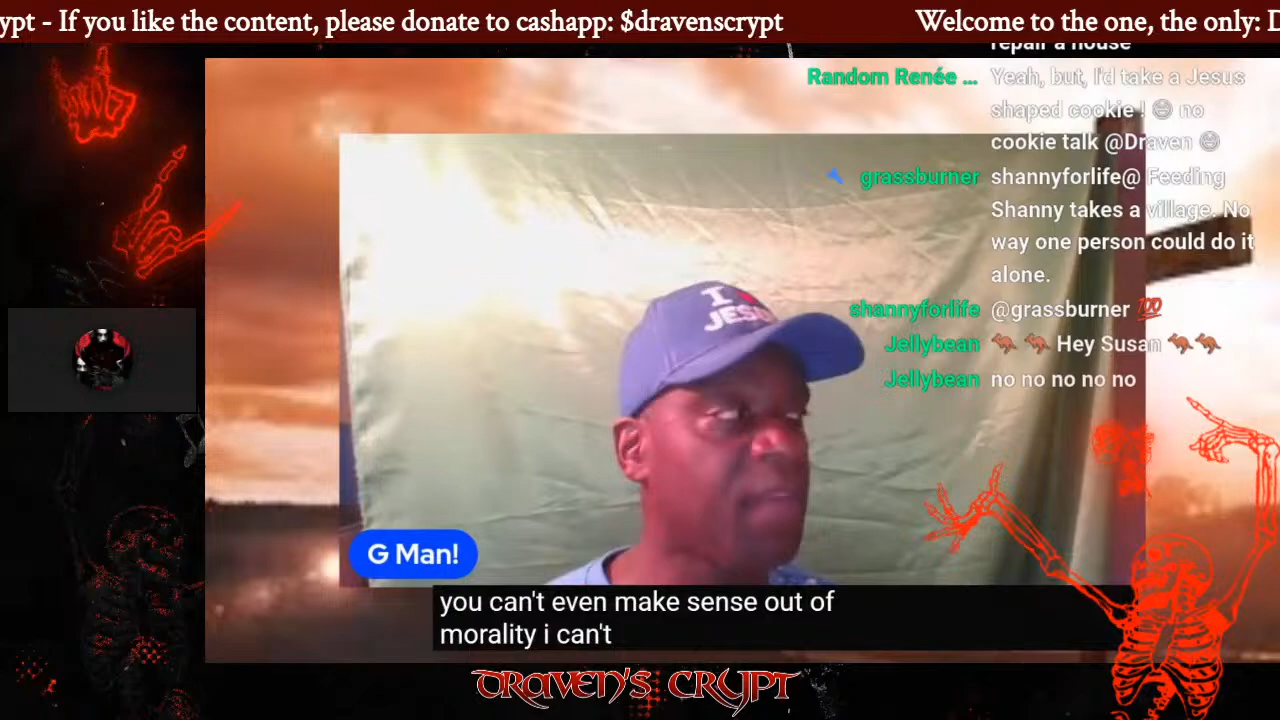 ypt - If you like the content, please donate to cashapp: $dravenscrypt
Welcome to the one, the only: D
repair a house
Random Renée ... Yeah, but, I'd take a Jesus
shaped cookie ! 😄 no
cookie talk @Draven 😄
grassburner shannyforlife@ Feeding
Shanny takes a village. No
way one person could do it
alone.
shannyforlife @grassburner 💯
Jellybean 🦘 🦘 Hey Susan 🦘 🦘
Jellybean no no no no no
I ❤
JESUS
G Man!
you can't even make sense out of
morality i can't
DRAVEN'S CRYPT